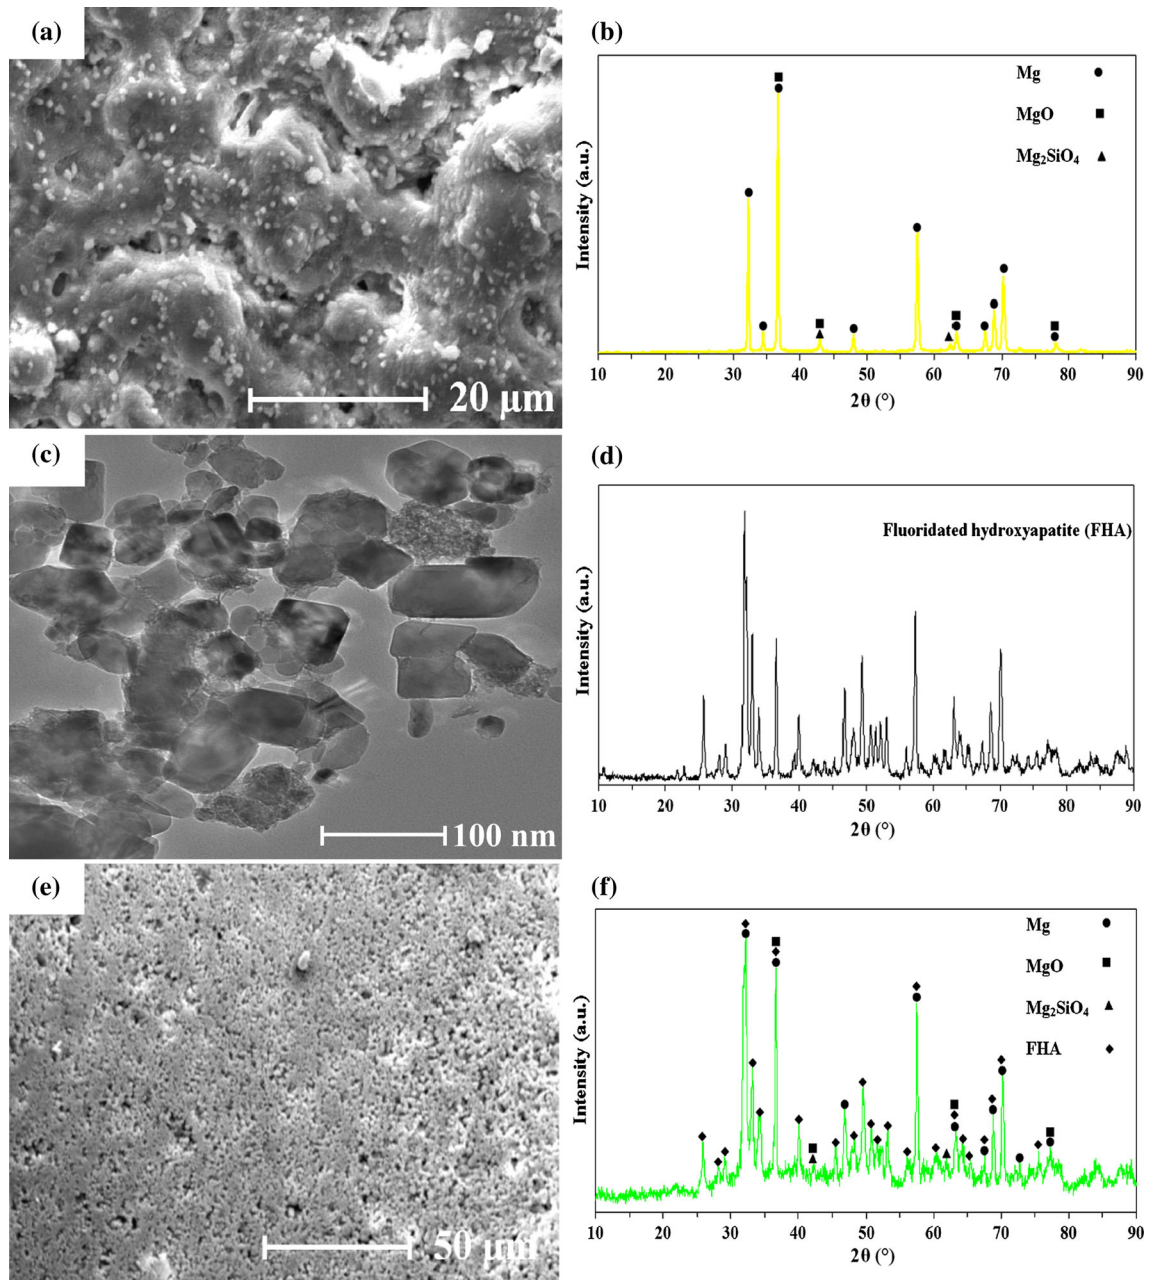 (a)
20 μm
(b)
Intensity (a.u.)
Mg
MgO
Mg₂SiO₄
10 20 30 40 50 60 70 80 90
2θ (°)
(c)
100 nm
(d)
Intensity (a.u.)
Fluoridated hydroxyapatite (FHA)
10 20 30 40 50 60 70 80 90
2θ (°)
(e)
50 μm
(f)
Intensity (a.u.)
Mg
MgO
Mg₂SiO₄
FHA
10 20 30 40 50 60 70 80 90
2θ (°)